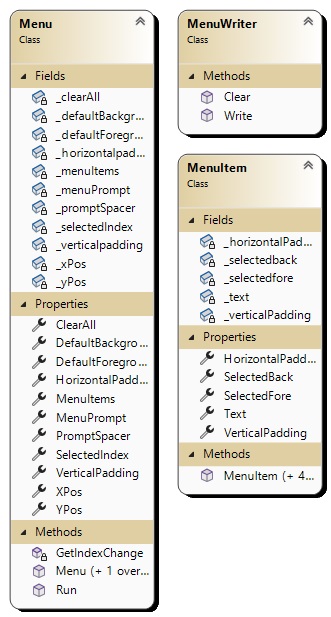 Menu
Class
Fields
_clearAll
_defaultBackgr...
_defaultForegr...
_horizontalpad...
_menuItems
_menuPrompt
_promptSpacer
_selectedIndex
_verticalpadding
_xPos
_yPos
Properties
ClearAll
DefaultBackgro...
DefaultForegro...
HorizontalPadd...
MenuItems
MenuPrompt
PromptSpacer
SelectedIndex
VerticalPadding
XPos
YPos
Methods
GetIndexChange
Menu (+ 1 over...
Run
MenuWriter
Class
Methods
Clear
Write
MenuItem
Class
Fields
_horizontalPad...
_selectedback
_selectedfore
_text
_verticalPadding
Properties
HorizontalPadd...
SelectedBack
SelectedFore
Text
VerticalPadding
Methods
MenuItem (+ 4...